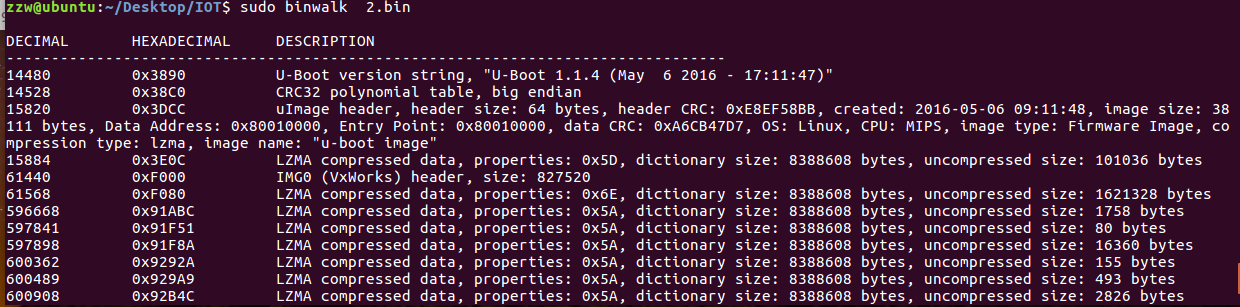 zzw@ubuntu:~/Desktop/IOT$ sudo binwalk  2.bin
DECIMAL       HEXADECIMAL     DESCRIPTION
--------------------------------------------------------------------------------
14480         0x3890          U-Boot version string, "U-Boot 1.1.4 (May  6 2016 - 17:11:47)"
14528         0x38C0          CRC32 polynomial table, big endian
15820         0x3DCC          uImage header, header size: 64 bytes, header CRC: 0xE8EF58BB, created: 2016-05-06 09:11:48, image size: 38
111 bytes, Data Address: 0x80010000, Entry Point: 0x80010000, data CRC: 0xA6CB47D7, OS: Linux, CPU: MIPS, image type: Firmware Image, co
mpression type: lzma, image name: "u-boot image"
15884         0x3E0C          LZMA compressed data, properties: 0x5D, dictionary size: 8388608 bytes, uncompressed size: 101036 bytes
61440         0xF000          IMG0 (VxWorks) header, size: 827520
61568         0xF080          LZMA compressed data, properties: 0x6E, dictionary size: 8388608 bytes, uncompressed size: 1621328 bytes
596668        0x91ABC         LZMA compressed data, properties: 0x5A, dictionary size: 8388608 bytes, uncompressed size: 1758 bytes
597841        0x91F51         LZMA compressed data, properties: 0x5A, dictionary size: 8388608 bytes, uncompressed size: 80 bytes
597898        0x91F8A         LZMA compressed data, properties: 0x5A, dictionary size: 8388608 bytes, uncompressed size: 16360 bytes
600362        0x9292A         LZMA compressed data, properties: 0x5A, dictionary size: 8388608 bytes, uncompressed size: 155 bytes
600489        0x929A9         LZMA compressed data, properties: 0x5A, dictionary size: 8388608 bytes, uncompressed size: 493 bytes
600908        0x92B4C         LZMA compressed data, properties: 0x5A, dictionary size: 8388608 bytes, uncompressed size: 2826 bytes